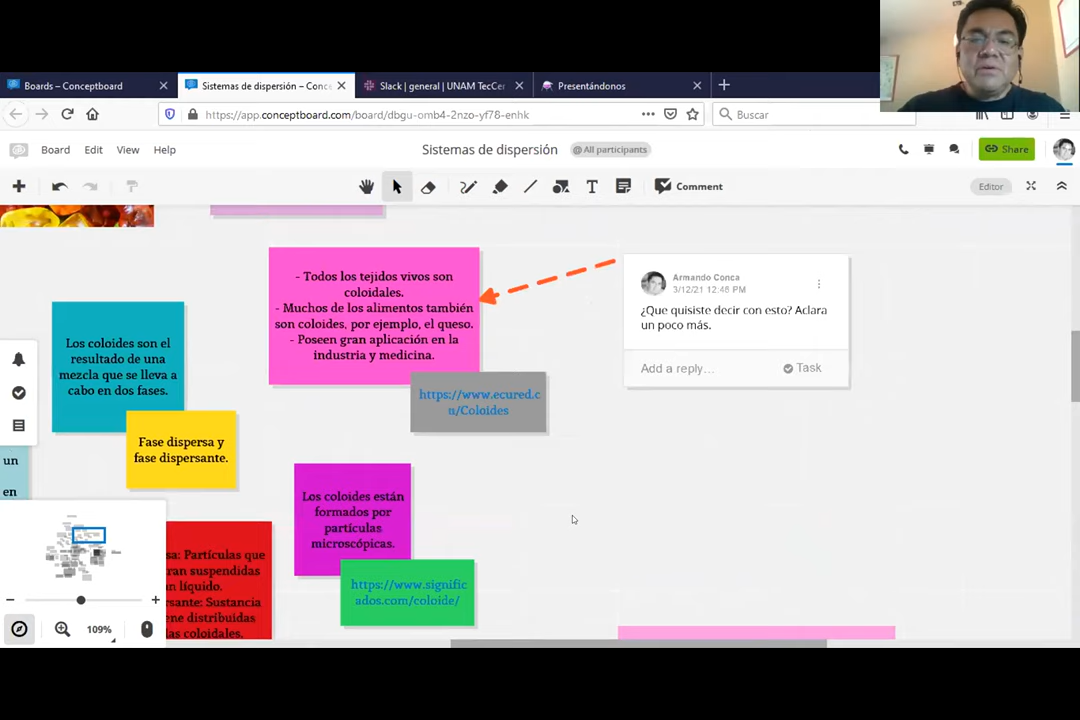 Boards – Conceptboard
Sistemas de dispersión – Conce
Slack | general | UNAM TecCer
Presentándonos
https://app.conceptboard.com/board/dbgu-omb4-2nzo-yf78-enhk
Buscar
Board Edit View Help
Sistemas de dispersión
@ All participants
Share
Comment
Editor
- Todos los tejidos vivos son
coloidales.
- Muchos de los alimentos también
son coloides, por ejemplo, el queso.
- Poseen gran aplicación en la
industria y medicina.
Armando Conca
3/12/21 12:46 PM
¿Que quisiste decir con esto? Aclara
un poco más.
Add a reply...
Task
Los coloides son el
resultado de una
mezcla que se lleva a
cabo en dos fases.
https://www.ecured.c
u/Coloides
Fase dispersa y
fase dispersante.
un
en
Los coloides están
formados por
partículas
microscópicas.
https://www.signific
ados.com/coloide/
sa: Partículas que
ran suspendidas
n líquido.
rsante: Sustancia
ene distribuidas
las coloidales.
109%